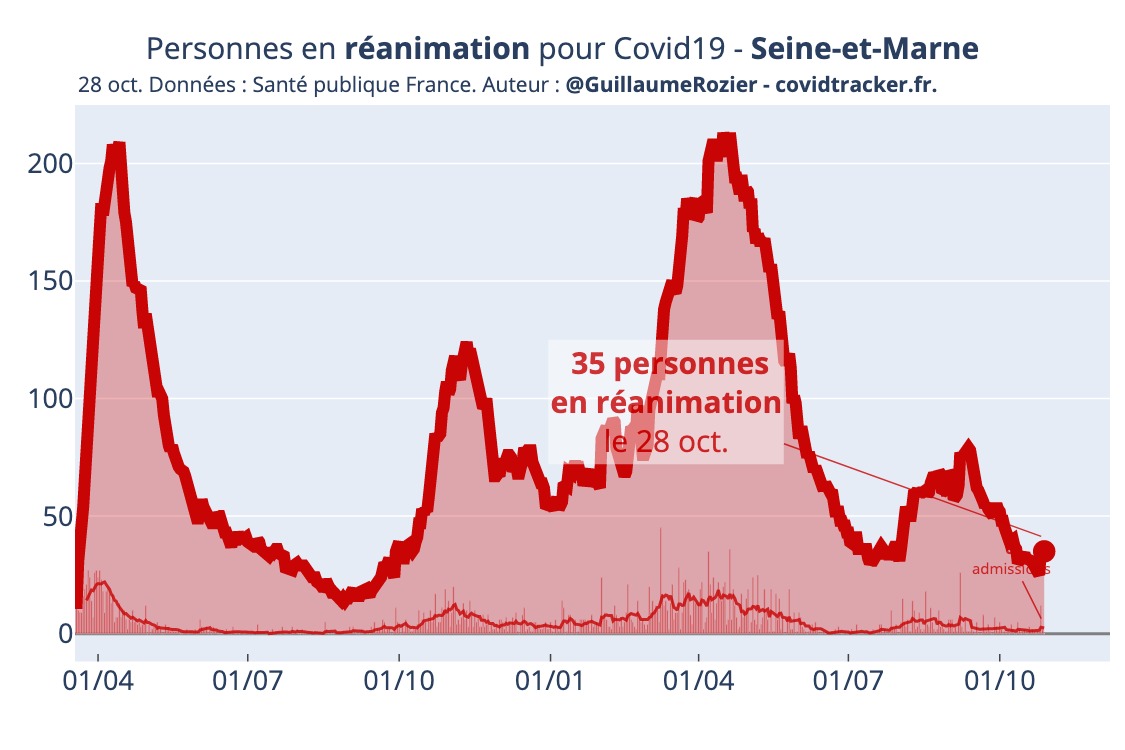 Personnes en réanimation pour Covid19 - Seine-et-Marne
28 oct. Données : Santé publique France. Auteur : @GuillaumeRozier - covidtracker.fr.
200
150
100
50
0
35 personnes
en réanimation
le 28 oct.
admissions
01/04
01/07
01/10
01/01
01/04
01/07
01/10